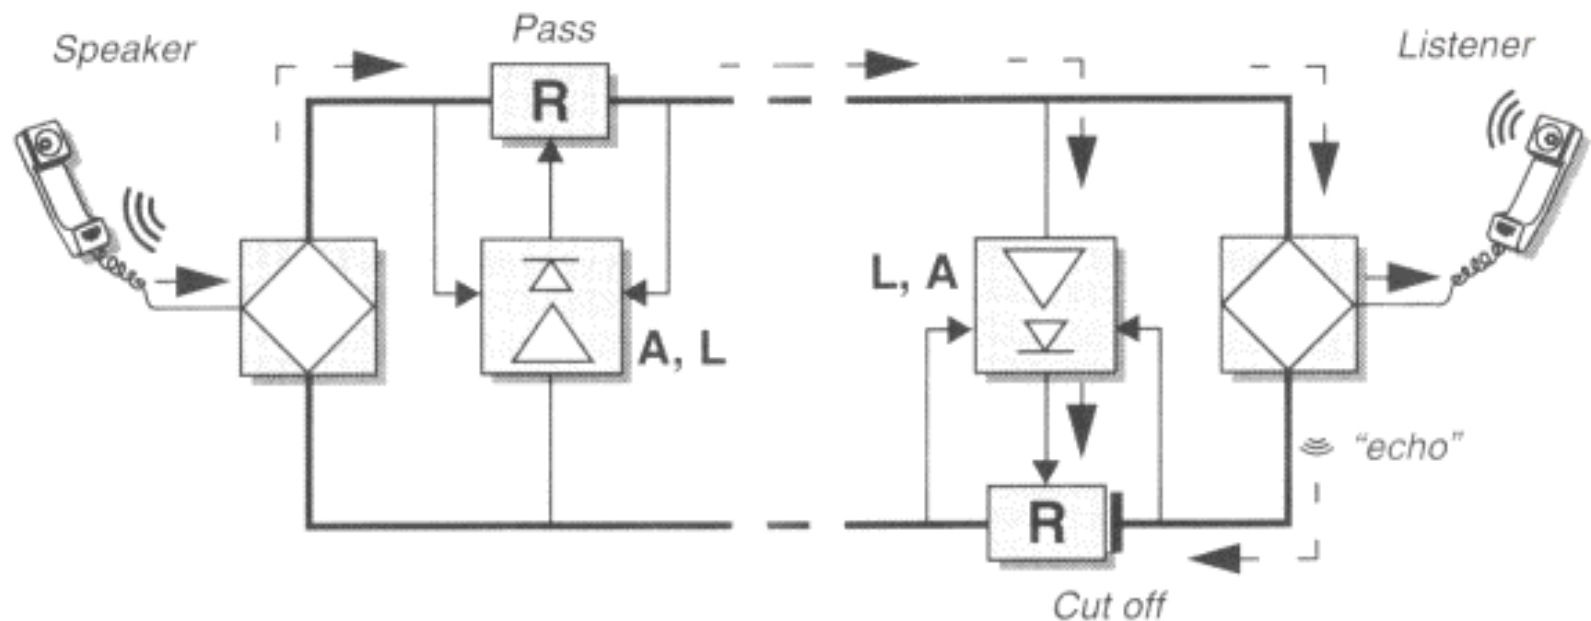 Speaker
Pass
Listener
R
A, L
L, A
"echo"
R
Cut off